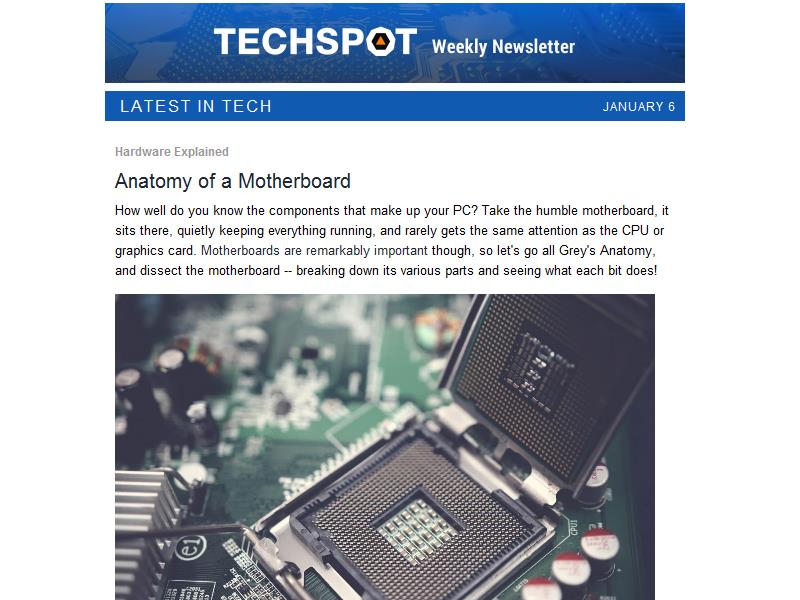 TECHSPOT Weekly Newsletter
LATEST IN TECH JANUARY 6
Hardware Explained
Anatomy of a Motherboard
How well do you know the components that make up your PC? Take the humble motherboard, it
sits there, quietly keeping everything running, and rarely gets the same attention as the CPU or
graphics card. Motherboards are remarkably important though, so let's go all Grey's Anatomy,
and dissect the motherboard -- breaking down its various parts and seeing what each bit does!
CPU1
e1